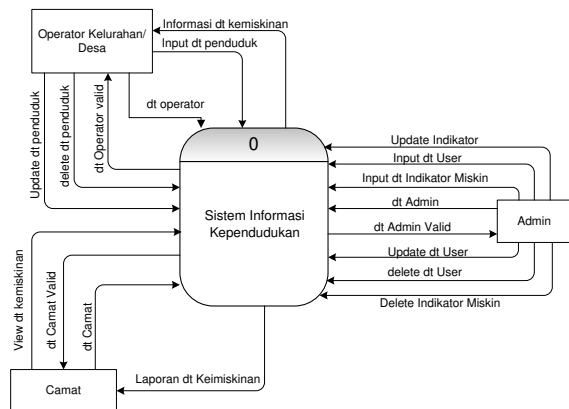 Informasi dt kemiskinan
Operator Kelurahan/
Desa
Input dt penduduk
dt operator
Update dt penduduk
delete dt penduduk
dt Operator valid
0
Sistem Informasi
Kependudukan
Update Indikator
Input dt User
Input dt Indikator Miskin
dt Admin
Admin
dt Admin Valid
Update dt User
delete dt User
Delete Indikator Miskin
View dt kemiskinan
dt Camat Valid
dt Camat
Camat
Laporan dt Keimiskinan